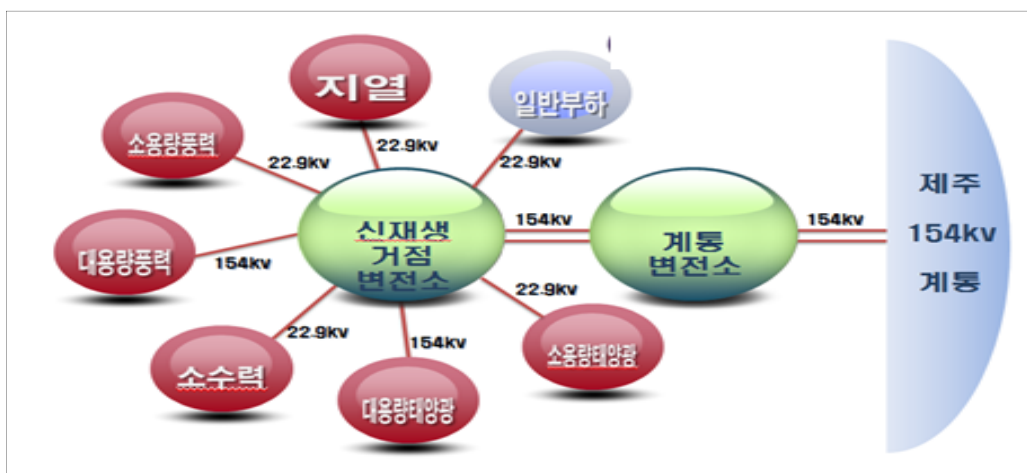 지열
일반부하
소용량풍력
22.9kv
22.9kv
22.9kv
신재생
거점
변전소
154kv
계통
변전소
154kv
제주
154kv
계통
대용량풍력
154kv
22.9kv
소수력
154kv
대용량태양광
22.9kv
소용량태양광